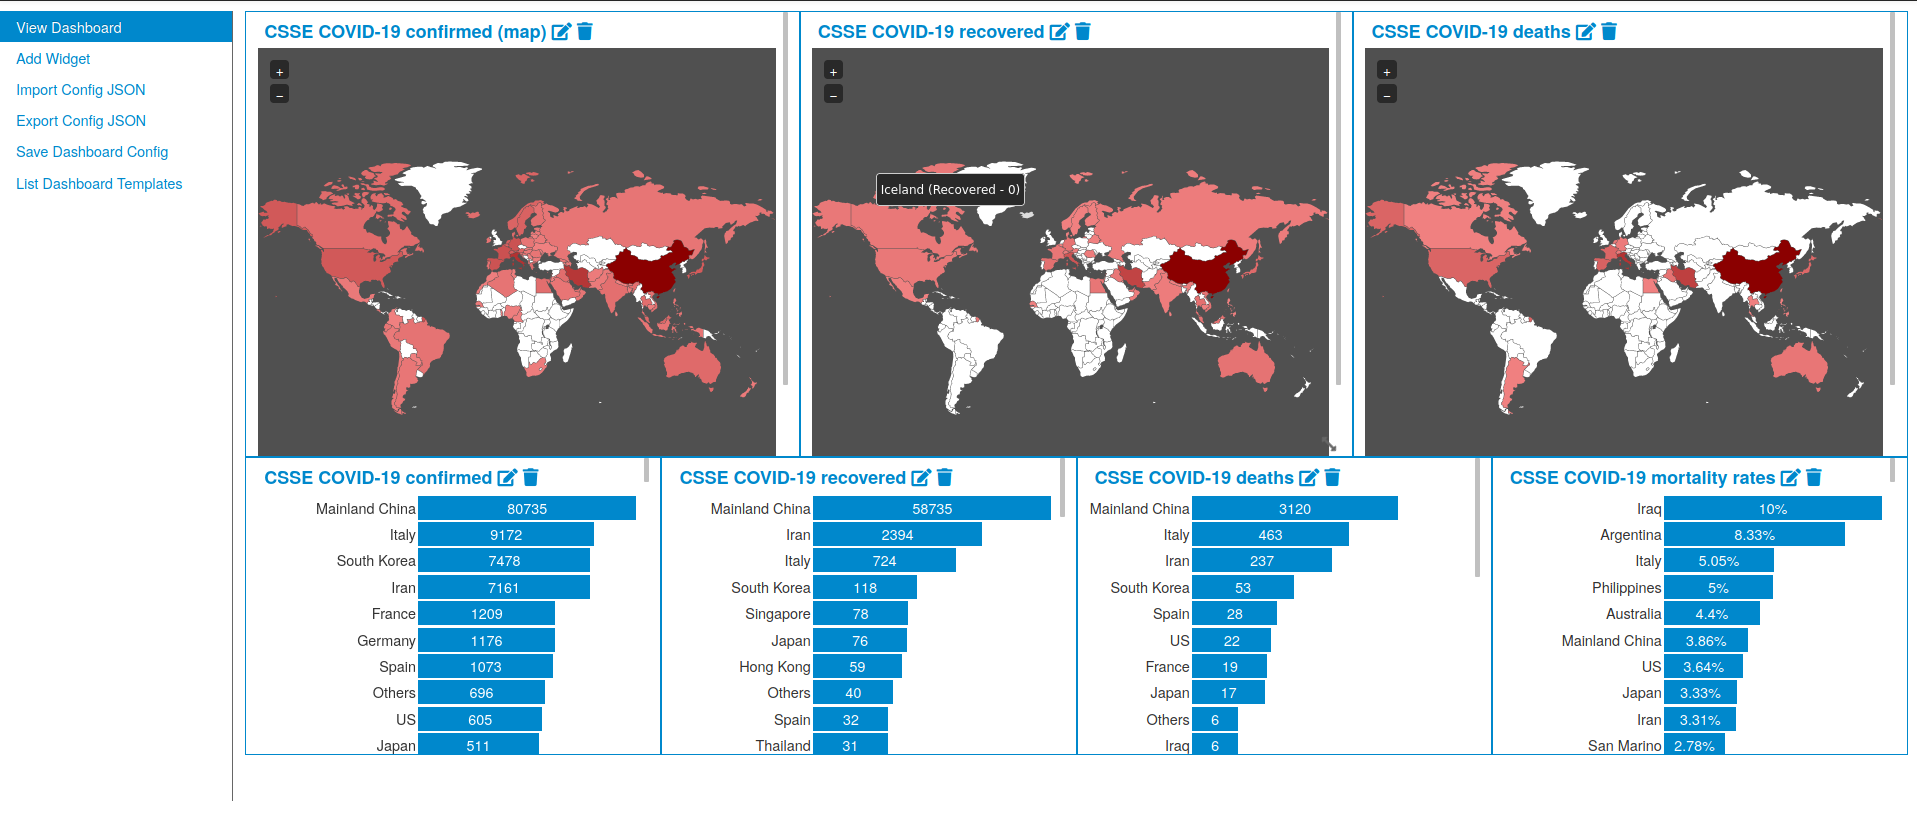 View Dashboard
Add Widget
Import Config JSON
Export Config JSON
Save Dashboard Config
List Dashboard Templates
CSSE COVID-19 confirmed (map)
+
−
CSSE COVID-19 recovered
+
−
Iceland (Recovered - 0)
CSSE COVID-19 deaths
+
−
CSSE COVID-19 confirmed
Mainland China 80735
Italy 9172
South Korea 7478
Iran 7161
France 1209
Germany 1176
Spain 1073
Others 696
US 605
Japan 511
CSSE COVID-19 recovered
Mainland China 58735
Iran 2394
Italy 724
South Korea 118
Singapore 78
Japan 76
Hong Kong 59
Others 40
Spain 32
Thailand 31
CSSE COVID-19 deaths
Mainland China 3120
Italy 463
Iran 237
South Korea 53
Spain 28
US 22
France 19
Japan 17
Others 6
Iraq 6
CSSE COVID-19 mortality rates
Iraq 10%
Argentina 8.33%
Italy 5.05%
Philippines 5%
Australia 4.4%
Mainland China 3.86%
US 3.64%
Japan 3.33%
Iran 3.31%
San Marino 2.78%